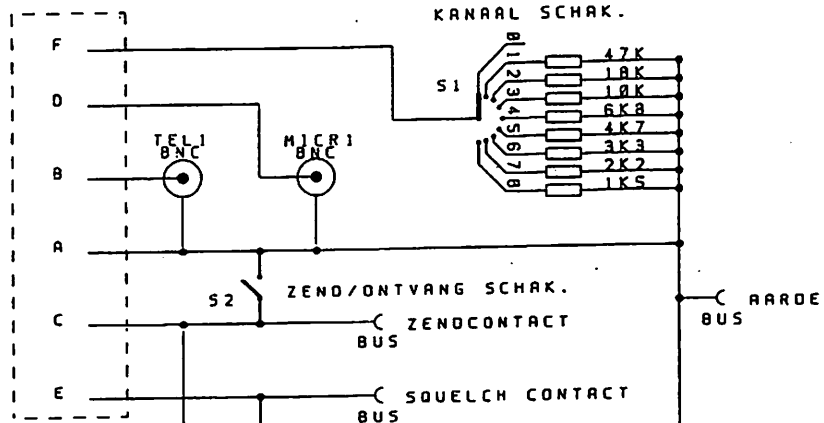 KANAAL SCHAK.
F
0
1
47K
S1
2
18K
3
10K
D
4
6K8
TEL1
BNC
MICR1
BNC
5
4K7
6
3K3
B
7
2K2
8
1K5
A
S2
ZEND/ONTVANG SCHAK.
AARDE
BUS
C
ZENDCONTACT
BUS
E
SQUELCH CONTACT
BUS